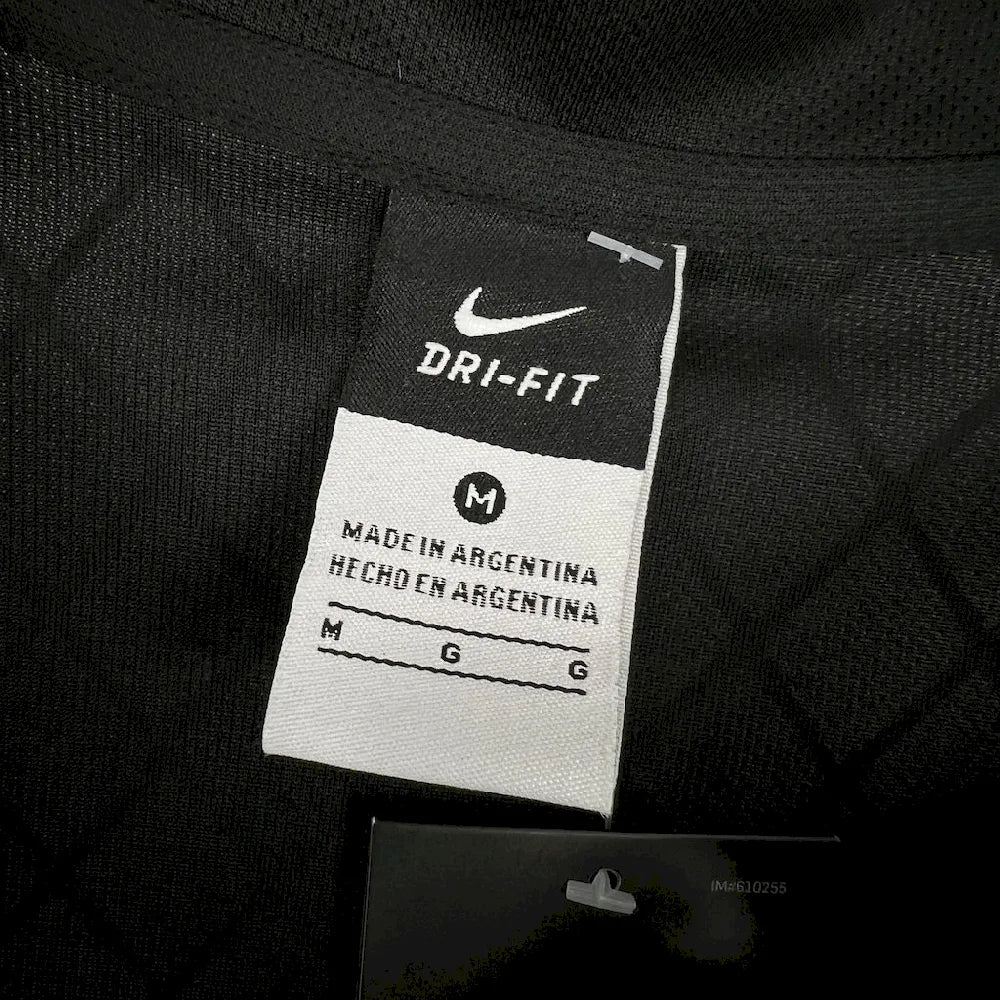 DRI-FIT
M
MADE IN ARGENTINA
HECHO EN ARGENTINA
M G G
IM#610255